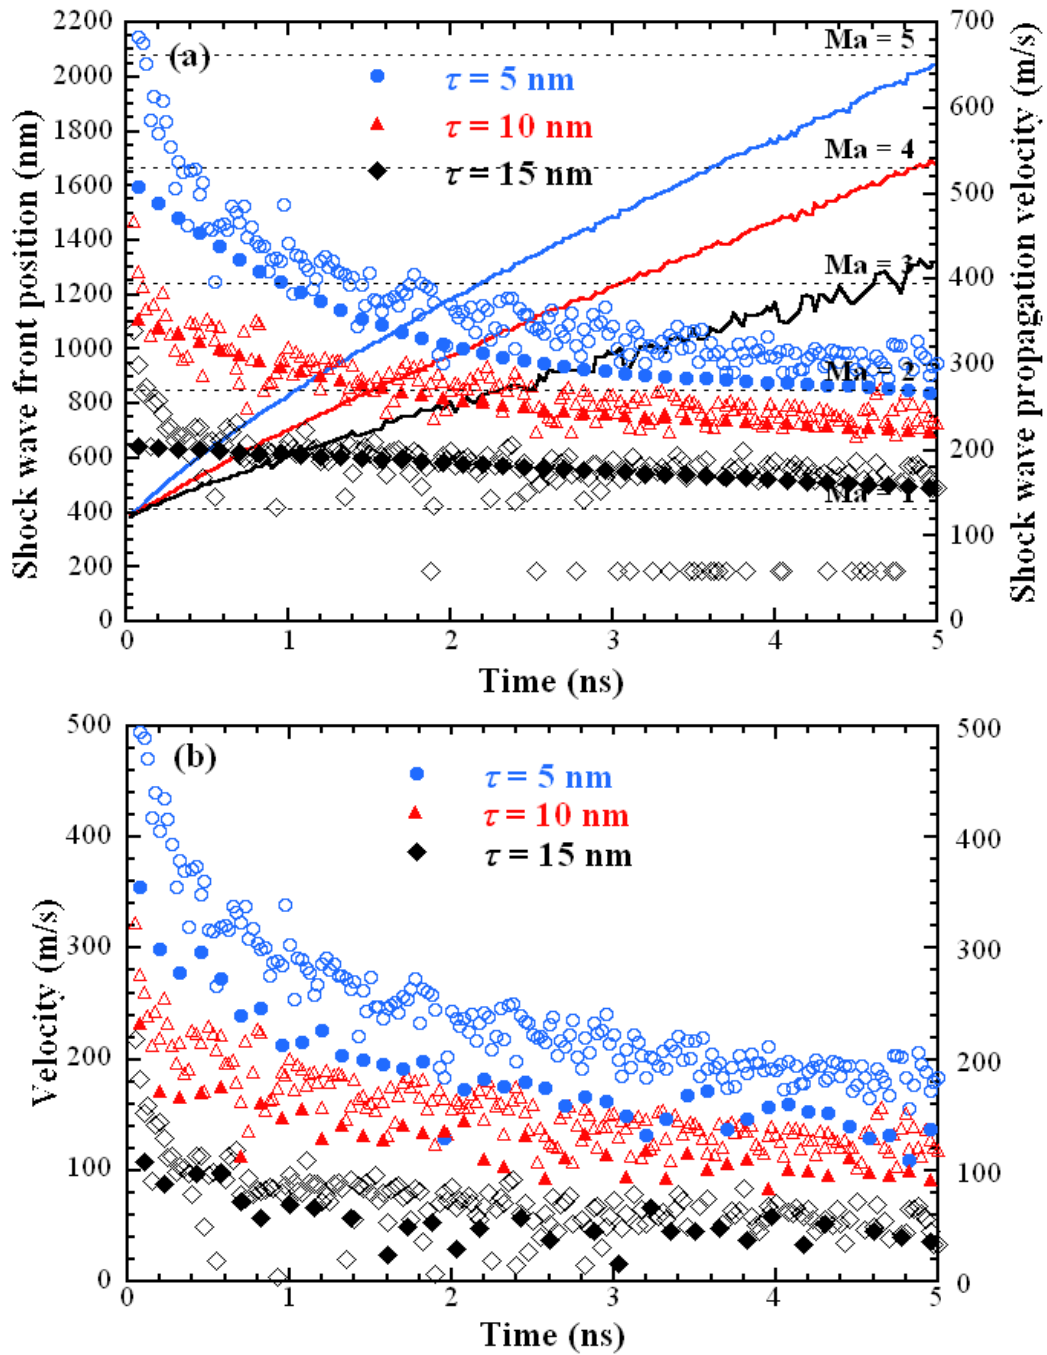 (a)
τ = 5 nm
τ = 10 nm
τ = 15 nm
Ma = 5
Ma = 4
Ma = 3
Ma = 2
Ma = 1
Shock wave front position (nm)
2200
2000
1800
1600
1400
1200
1000
800
600
400
200
0
Shock wave propagation velocity (m/s)
700
600
500
400
300
200
100
0
0 1 2 3 4 5
Time (ns)
(b)
τ = 5 nm
τ = 10 nm
τ = 15 nm
Velocity (m/s)
500
400
300
200
100
0
500
400
300
200
100
0
0 1 2 3 4 5
Time (ns)